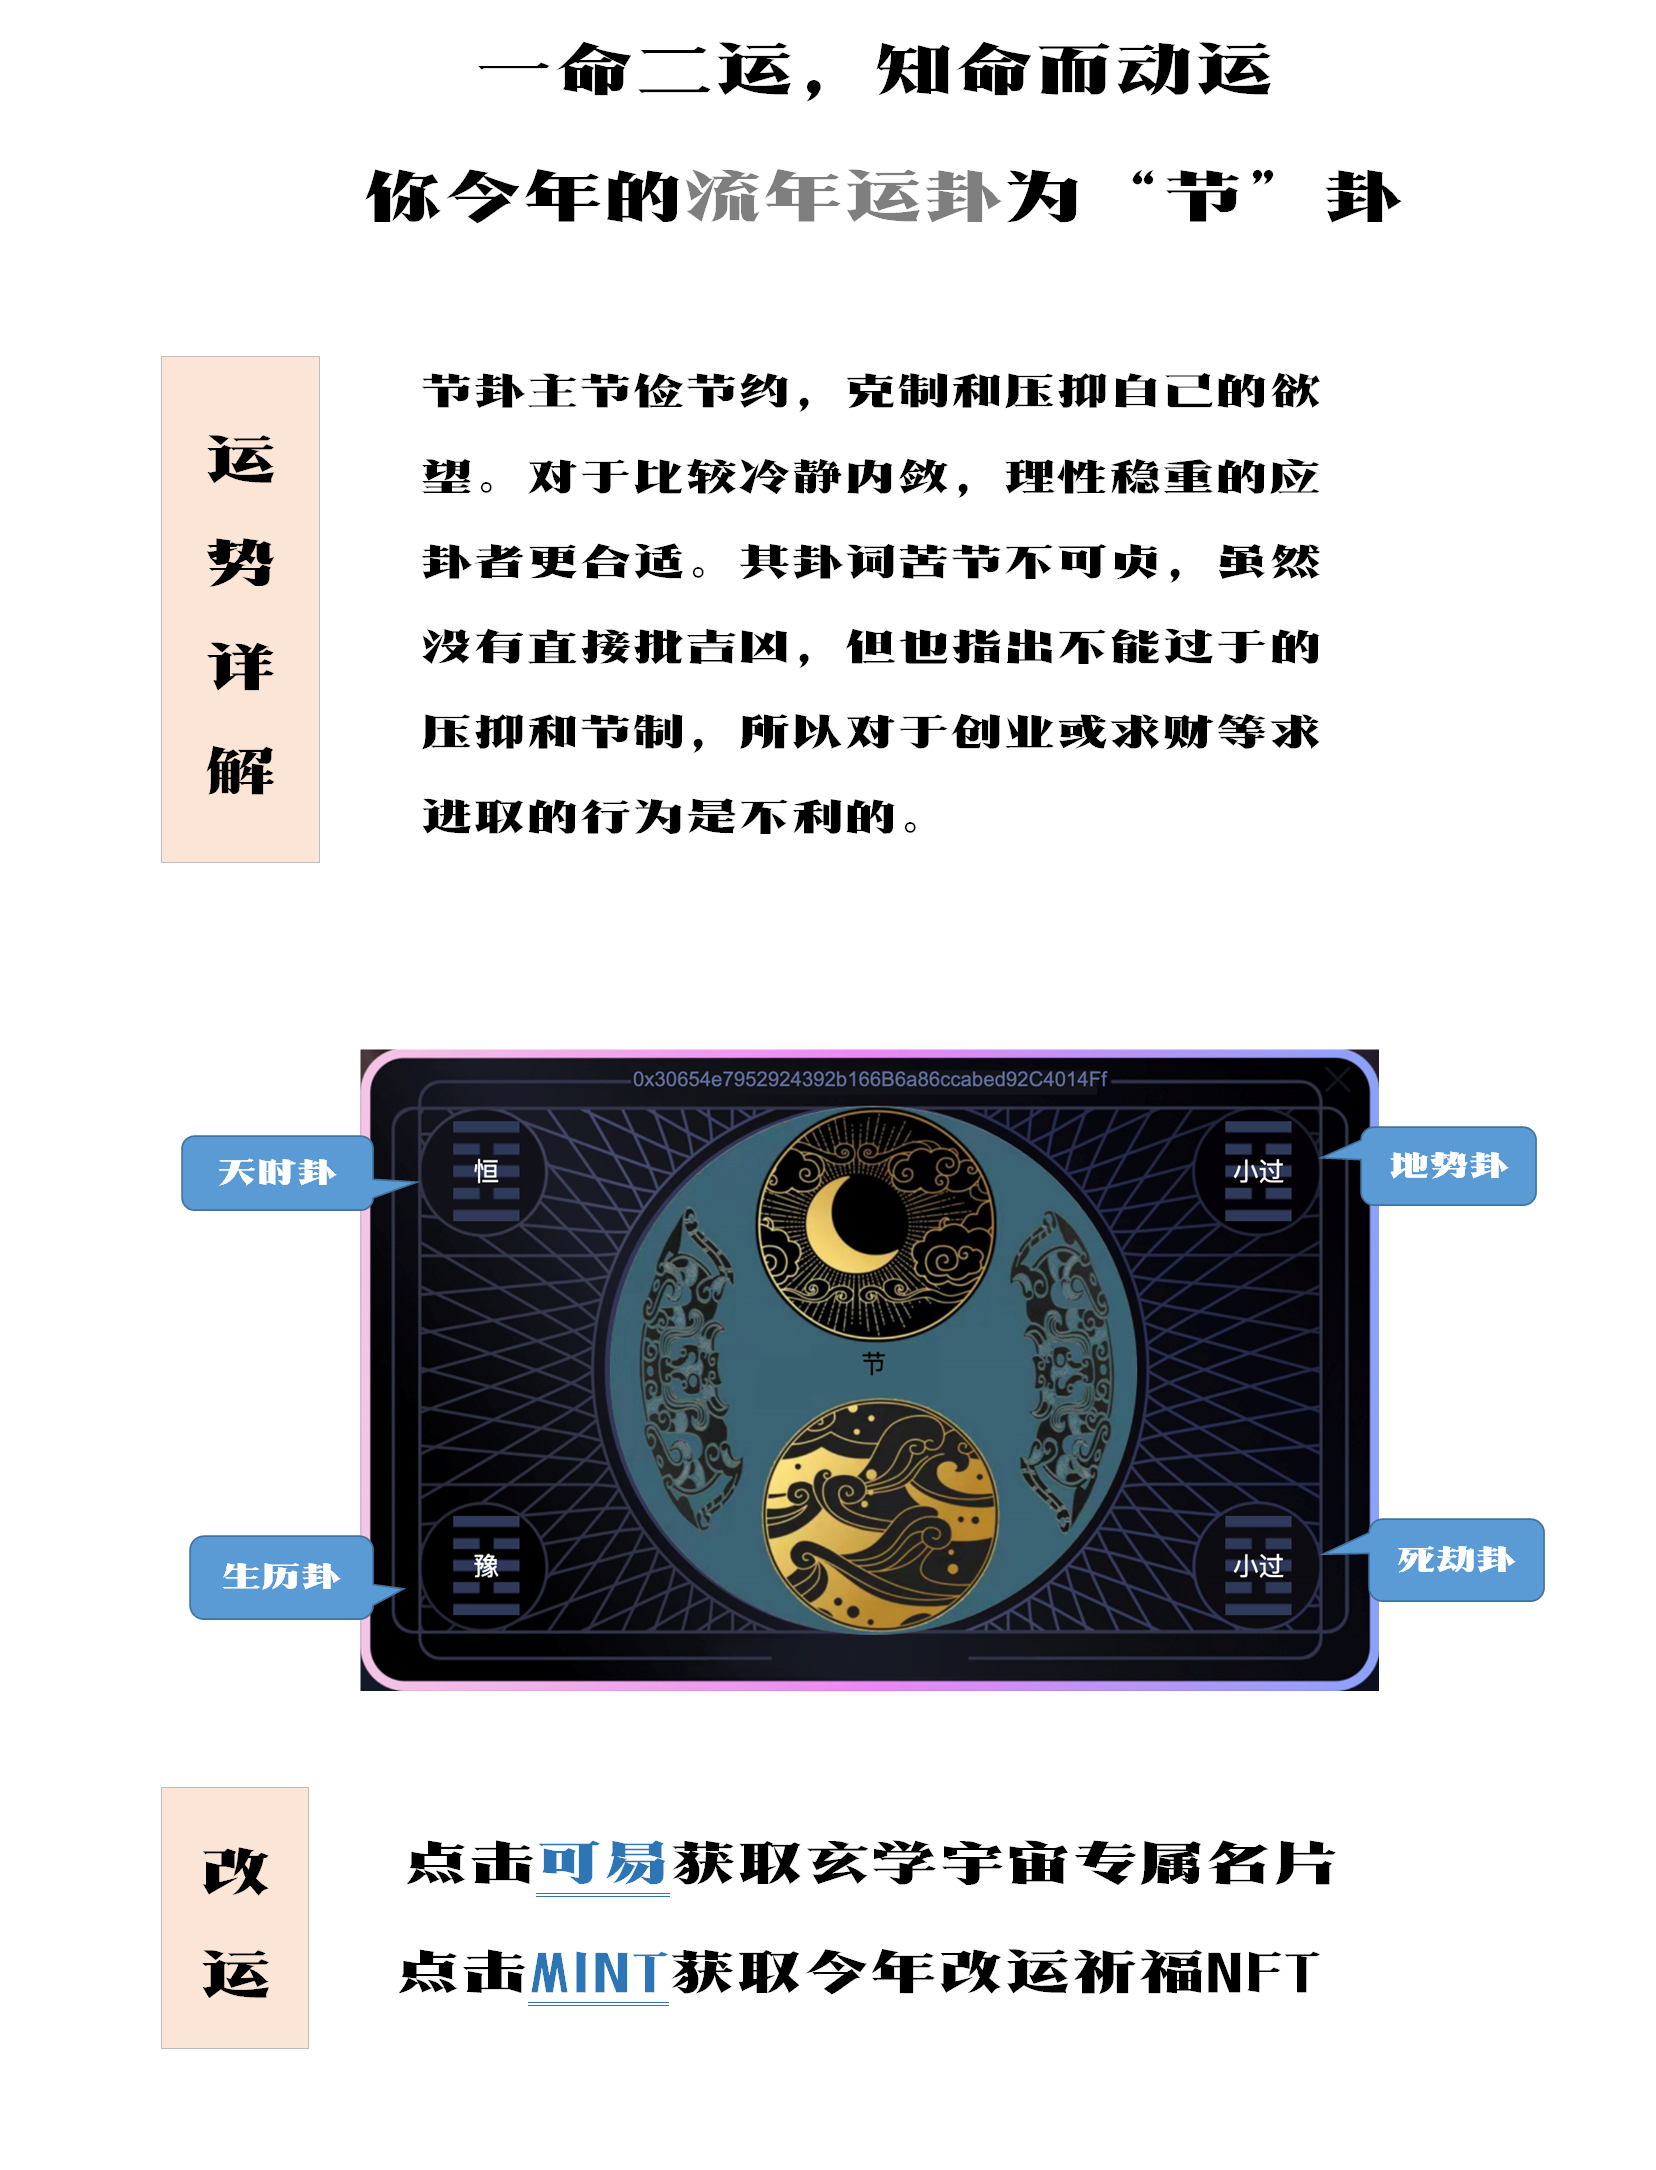 一命二运，知命而动运
你今年的流年运卦为“节”卦
运势详解
节卦主节俭节约，克制和压抑自己的欲
望。对于比较冷静内敛，理性稳重的应
卦者更合适。其卦词苦节不可贞，虽然
没有直接批吉凶，但也指出不能过于的
压抑和节制，所以对于创业或求财等求
进取的行为是不利的。
0x30654e7952924392b166B6a86ccabed92C4014Ff
天时卦
恒
小过
地势卦
节
生历卦
豫
小过
死劫卦
改运
点击可易获取玄学宇宙专属名片
点击MINT获取今年改运祈福NFT